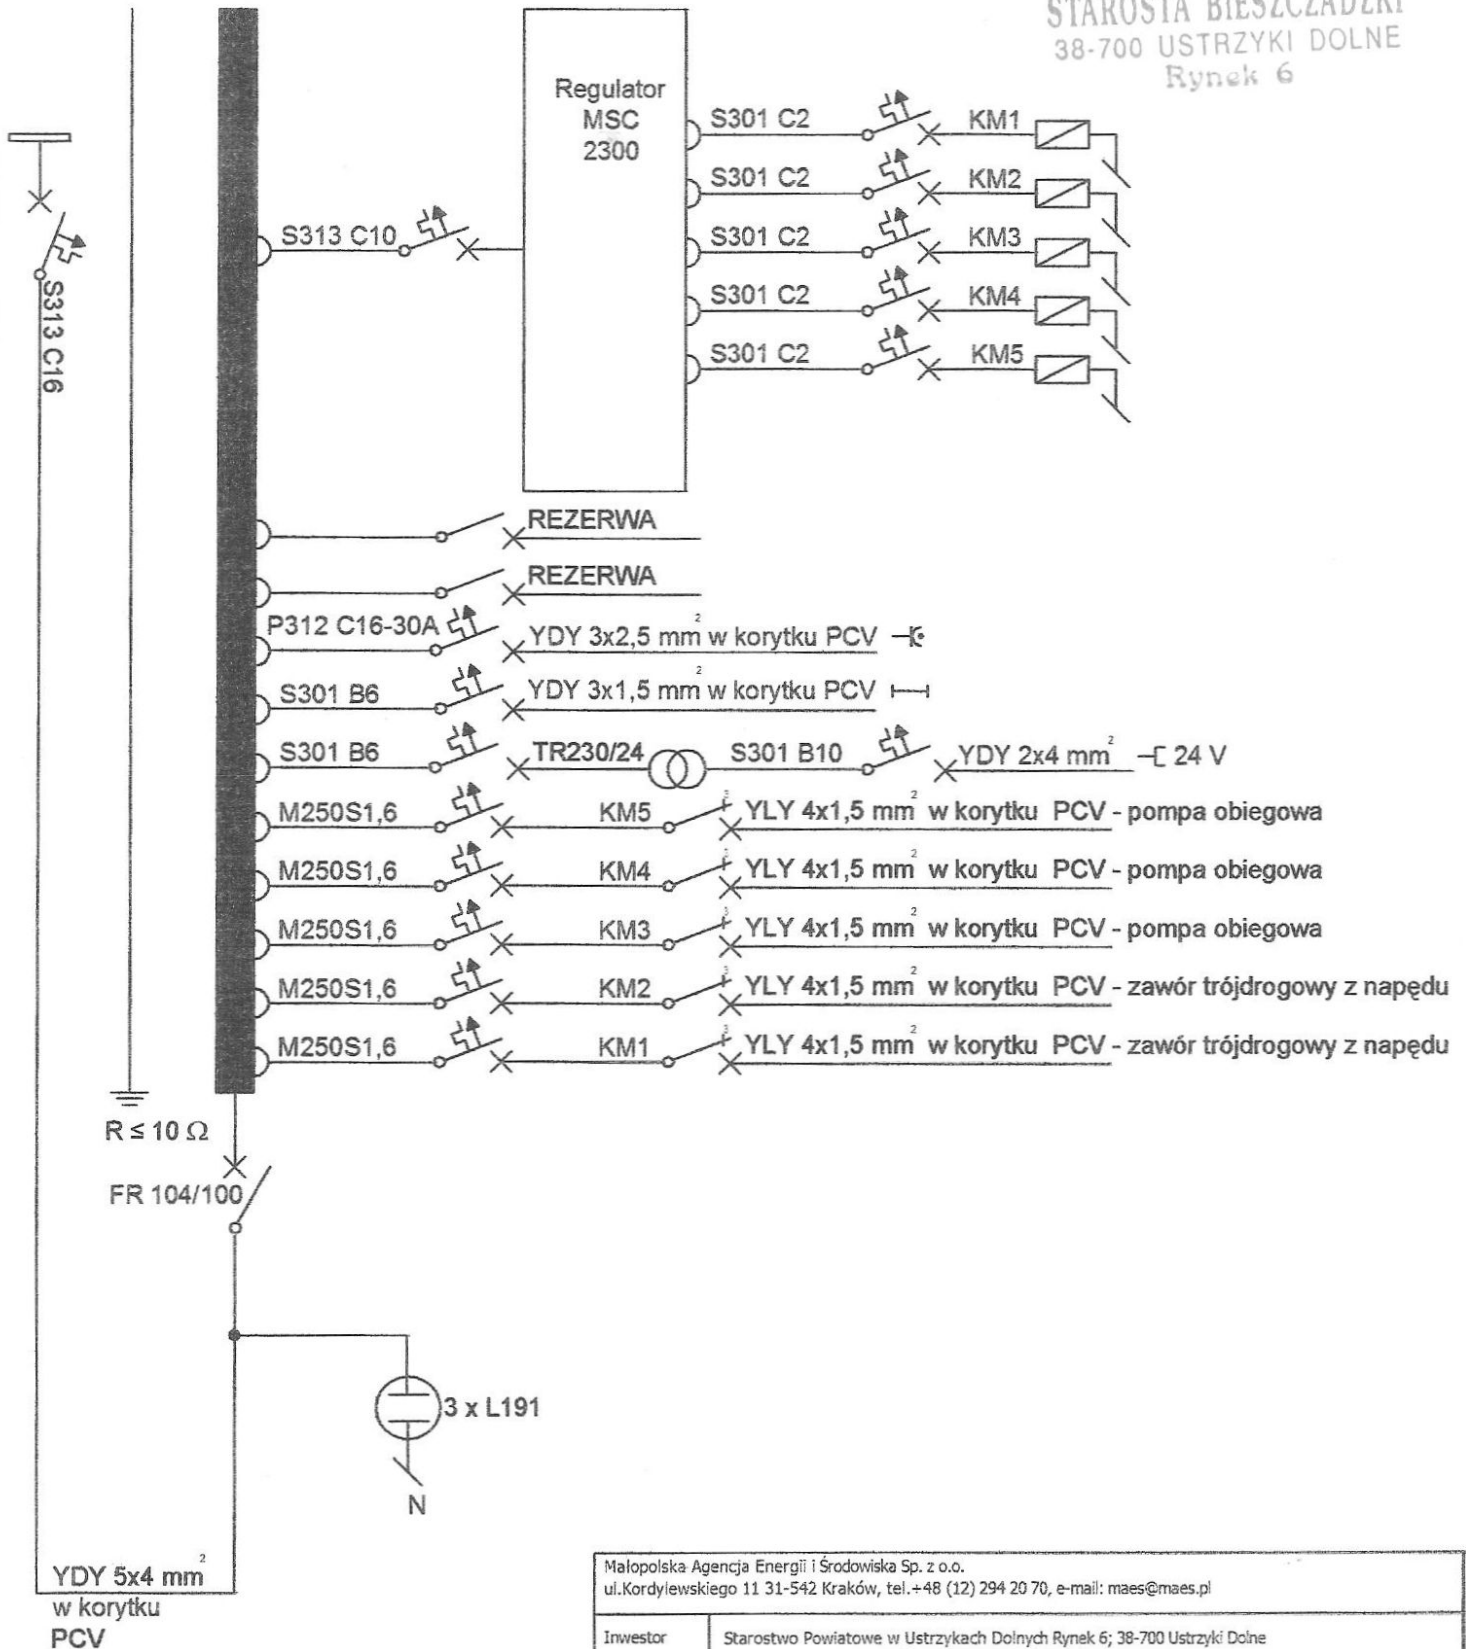 STAROSTA BIESZCZADZKI
38-700 USTRZYKI DOLNE
Rynek 6
Regulator
MSC
2300
S301 C2 KM1
S301 C2 KM2
S301 C2 KM3
S301 C2 KM4
S301 C2 KM5
S313 C10
S313 C16
REZERWA
REZERWA
P312 C16-30A YDY 3x2,5 mm² w korytku PCV
S301 B6 YDY 3x1,5 mm² w korytku PCV
S301 B6 TR230/24 S301 B10 YDY 2x4 mm² 24 V
M250S1,6 KM5 3 YLY 4x1,5 mm² w korytku PCV - pompa obiegowa
M250S1,6 KM4 3 YLY 4x1,5 mm² w korytku PCV - pompa obiegowa
M250S1,6 KM3 3 YLY 4x1,5 mm² w korytku PCV - pompa obiegowa
M250S1,6 KM2 3 YLY 4x1,5 mm² w korytku PCV - zawór trójdrogowy z napędu
M250S1,6 KM1 3 YLY 4x1,5 mm² w korytku PCV - zawór trójdrogowy z napędu
R ≤ 10 Ω
FR 104/100
3 x L191
N
YDY 5x4 mm²
w korytku
PCV
Małopolska Agencja Energii i Środowiska Sp. z o.o.
ul.Kordylewskiego 11 31-542 Kraków, tel.+48 (12) 294 20 70, e-mail: maes@maes.pl
Inwestor Starostwo Powiatowe w Ustrzykach Dolnych Rynek 6; 38-700 Ustrzyki Dolne